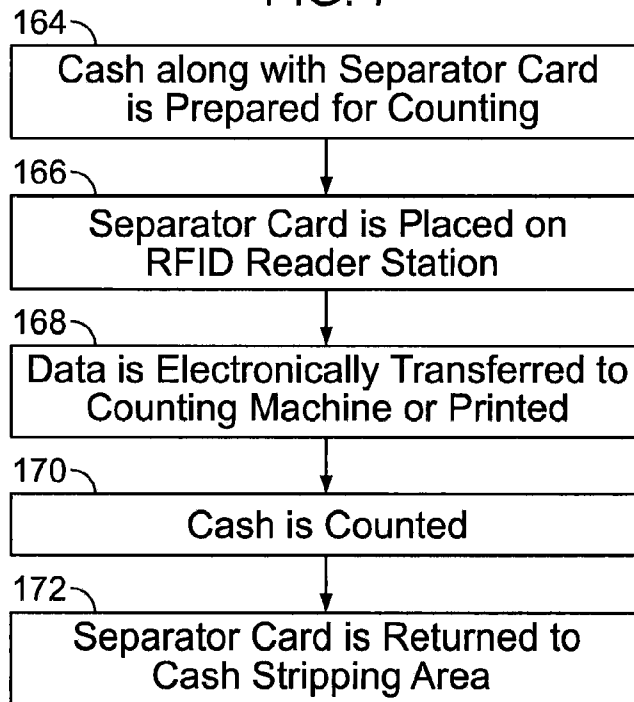 164
Cash along with Separator Card
is Prepared for Counting
166
Separator Card is Placed on
RFID Reader Station
168
Data is Electronically Transferred to
Counting Machine or Printed
170
Cash is Counted
172
Separator Card is Returned to
Cash Stripping Area